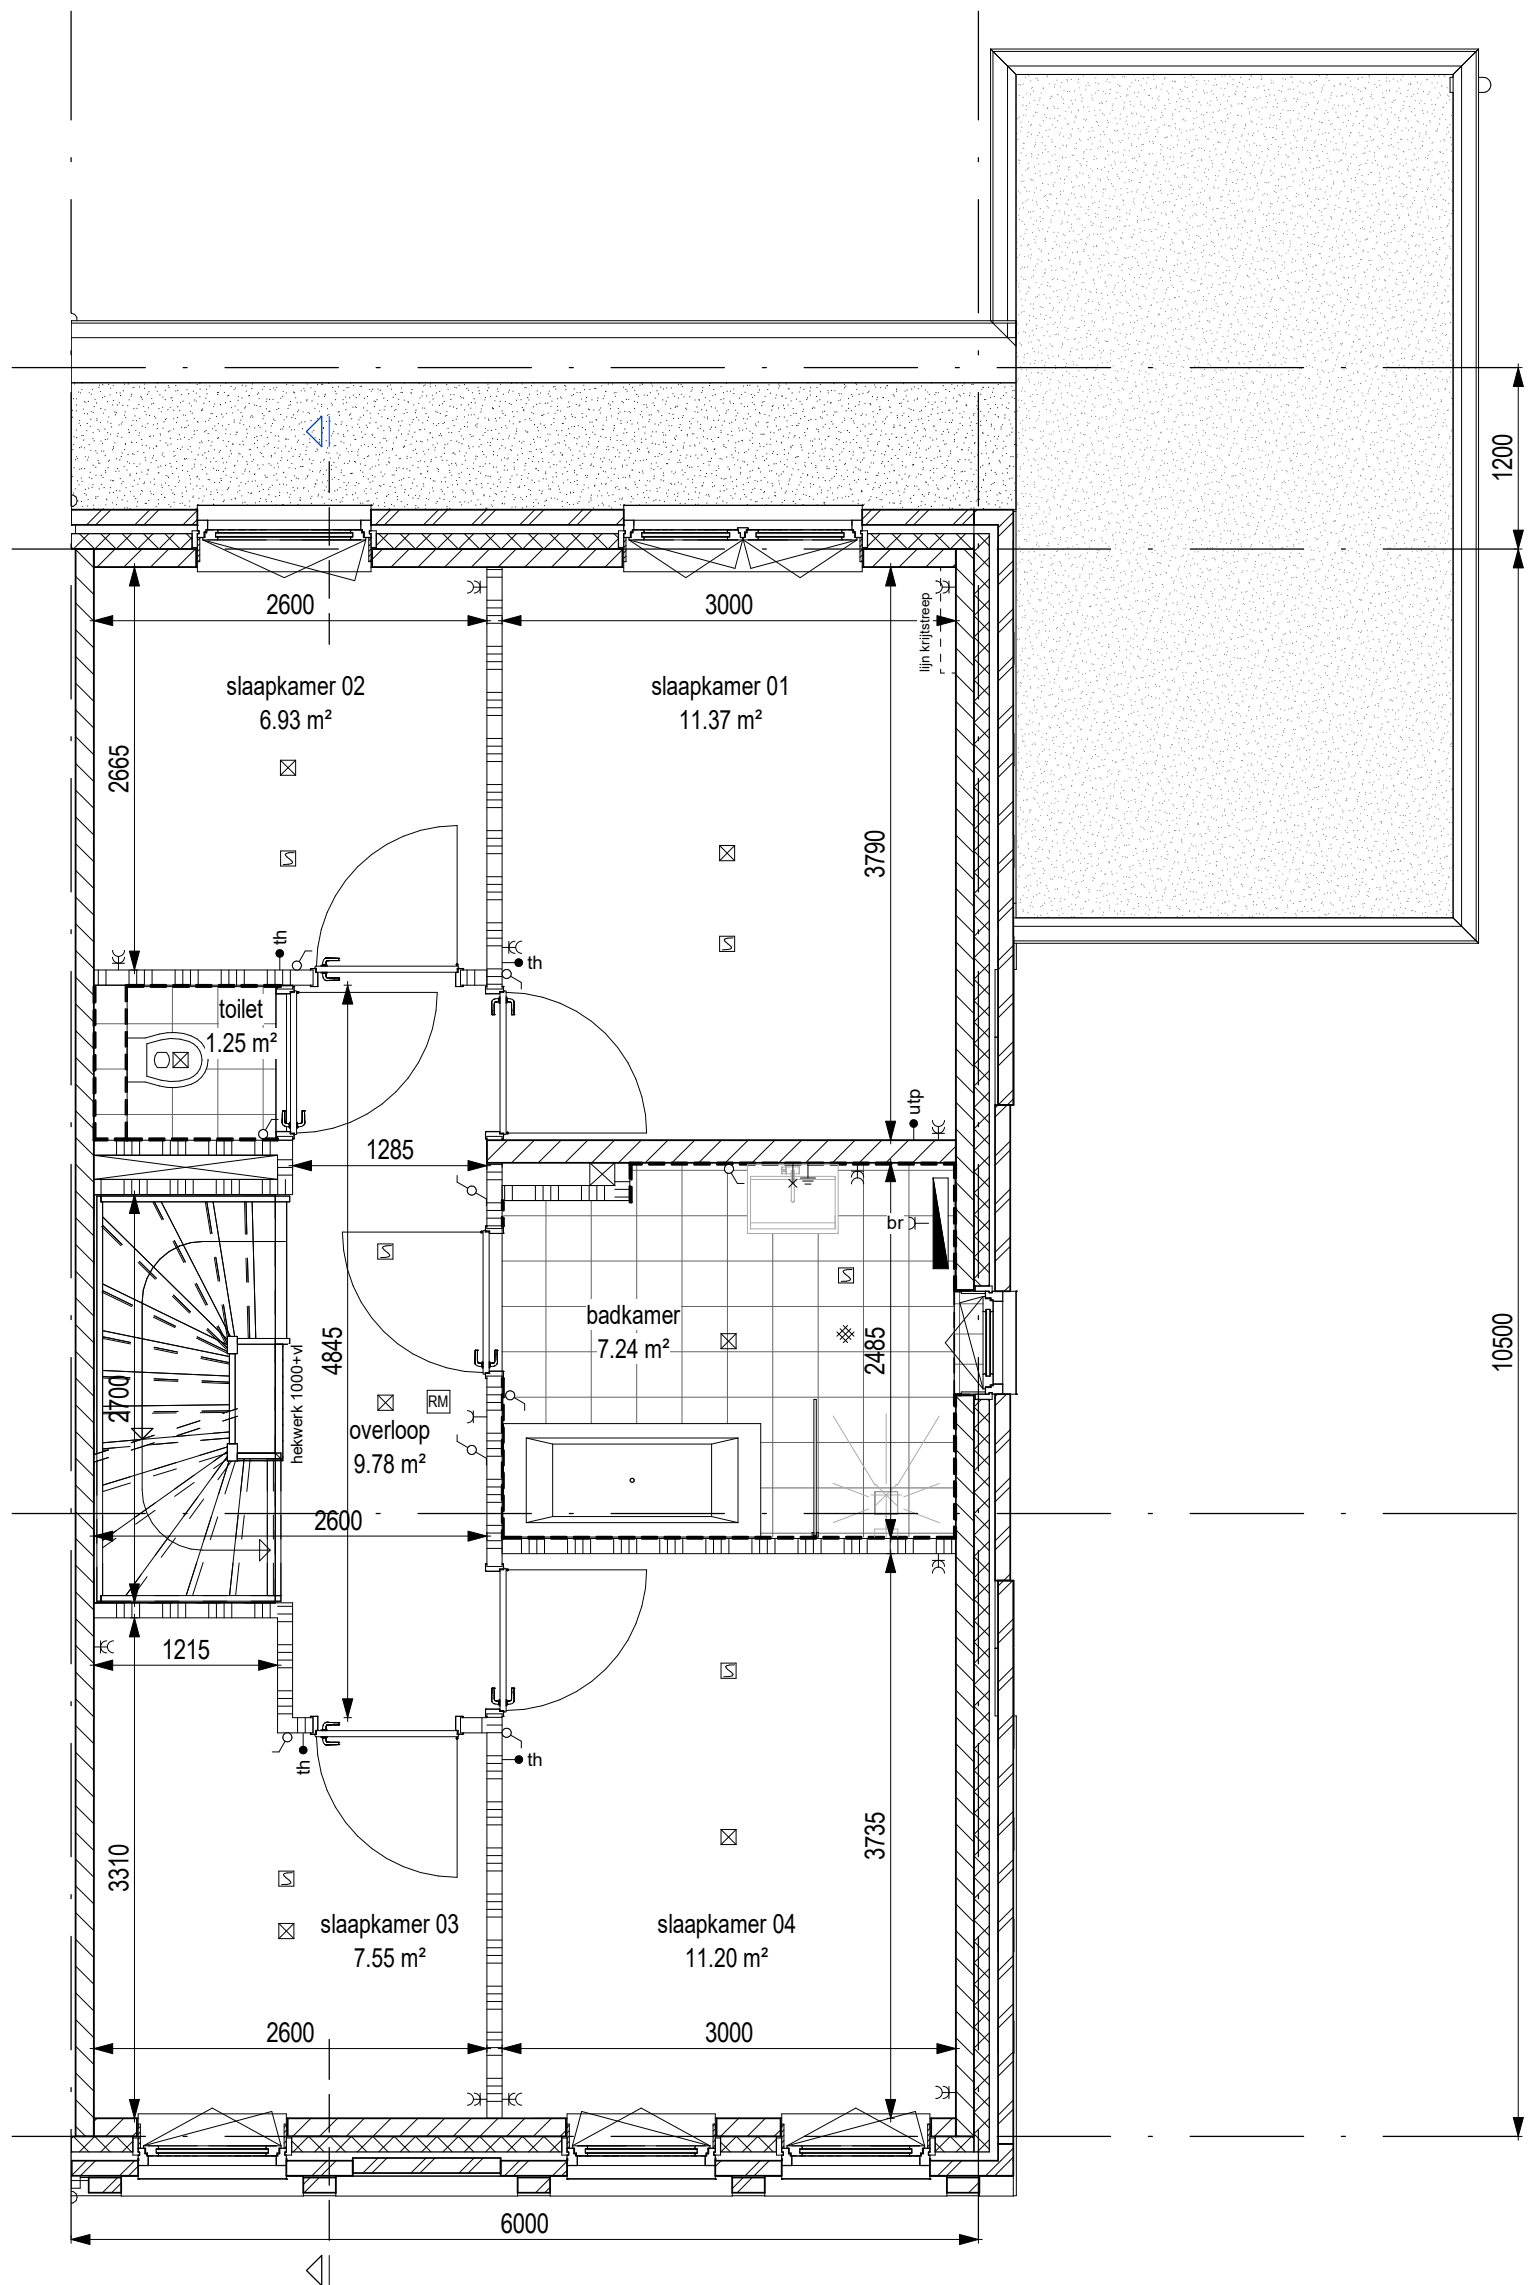 1200
2600
3000
lijn krijtstreep
slaapkamer 02
6.93 m²
slaapkamer 01
11.37 m²
2665
3790
th
th
toilet
1.25 m²
utp
1285
br
badkamer
7.24 m²
2485
4845
10500
hekwerk 1000+vl
2700
RM
overloop
9.78 m²
2600
1215
th
th
3310
3735
slaapkamer 03
7.55 m²
slaapkamer 04
11.20 m²
2600
3000
6000